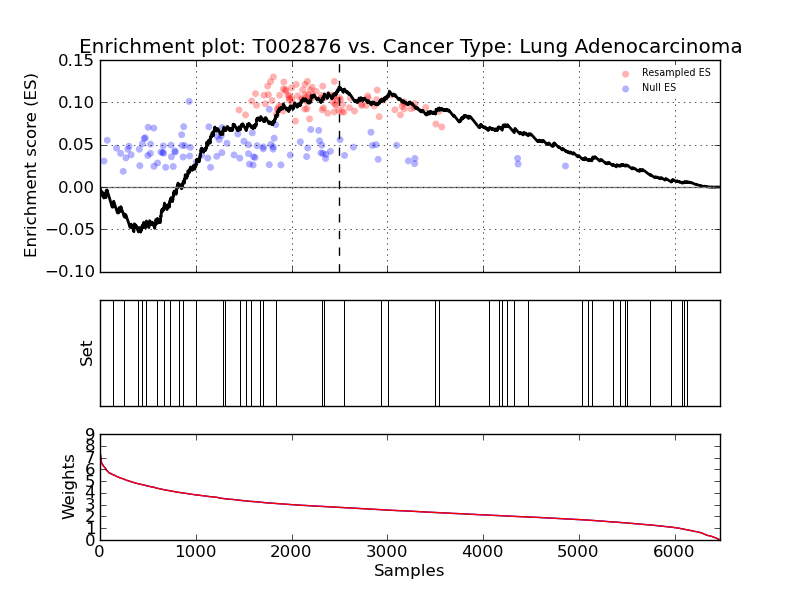 Enrichment plot: T002876 vs. Cancer Type: Lung Adenocarcinoma
Enrichment score (ES)
0.15
0.10
0.05
0.00
−0.05
−0.10
Resampled ES
Null ES
Set
Weights
9
8
7
6
5
4
3
2
1
0
0 1000 2000 3000 4000 5000 6000
Samples